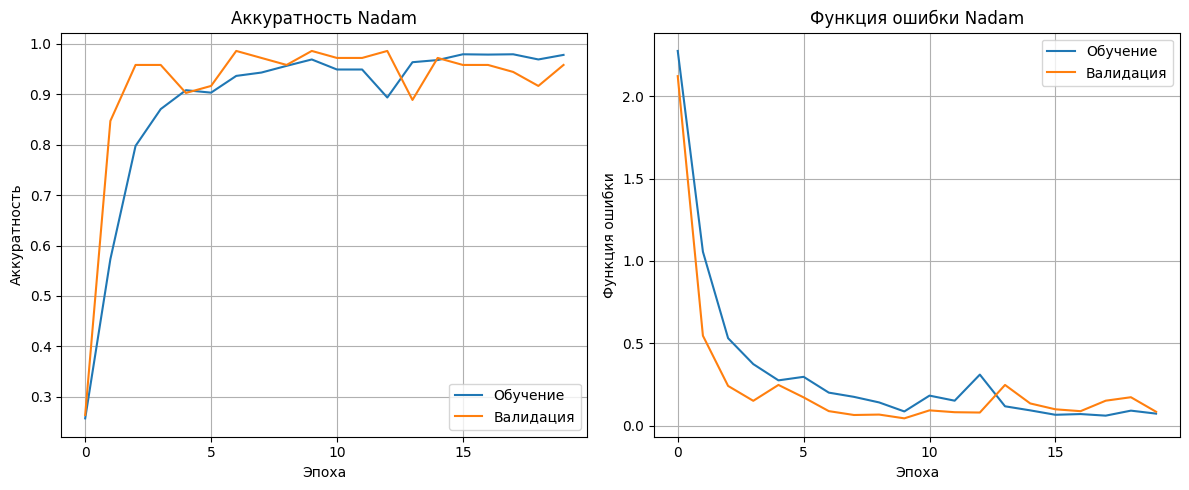 Аккуратность Nadam
Аккуратность
1.0
0.9
0.8
0.7
0.6
0.5
0.4
0.3
0
5
10
15
Эпоха
Обучение
Валидация
Функция ошибки Nadam
Функция ошибки
2.0
1.5
1.0
0.5
0.0
0
5
10
15
Эпоха
Обучение
Валидация